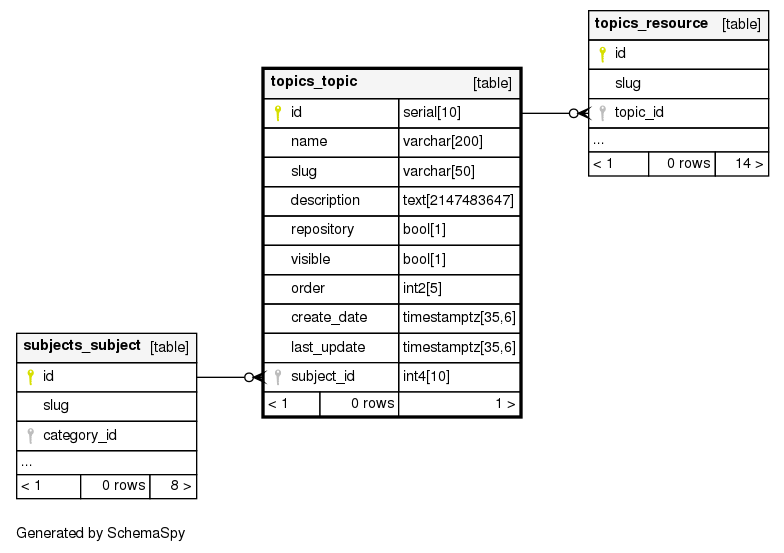 topics_resource [table]
id
slug
topic_id
...
< 1 0 rows 14 >
topics_topic [table]
id serial[10]
name varchar[200]
slug varchar[50]
description text[2147483647]
repository bool[1]
visible bool[1]
order int2[5]
create_date timestamptz[35,6]
last_update timestamptz[35,6]
subject_id int4[10]
< 1 0 rows 1 >
subjects_subject [table]
id
slug
category_id
...
< 1 0 rows 8 >
Generated by SchemaSpy